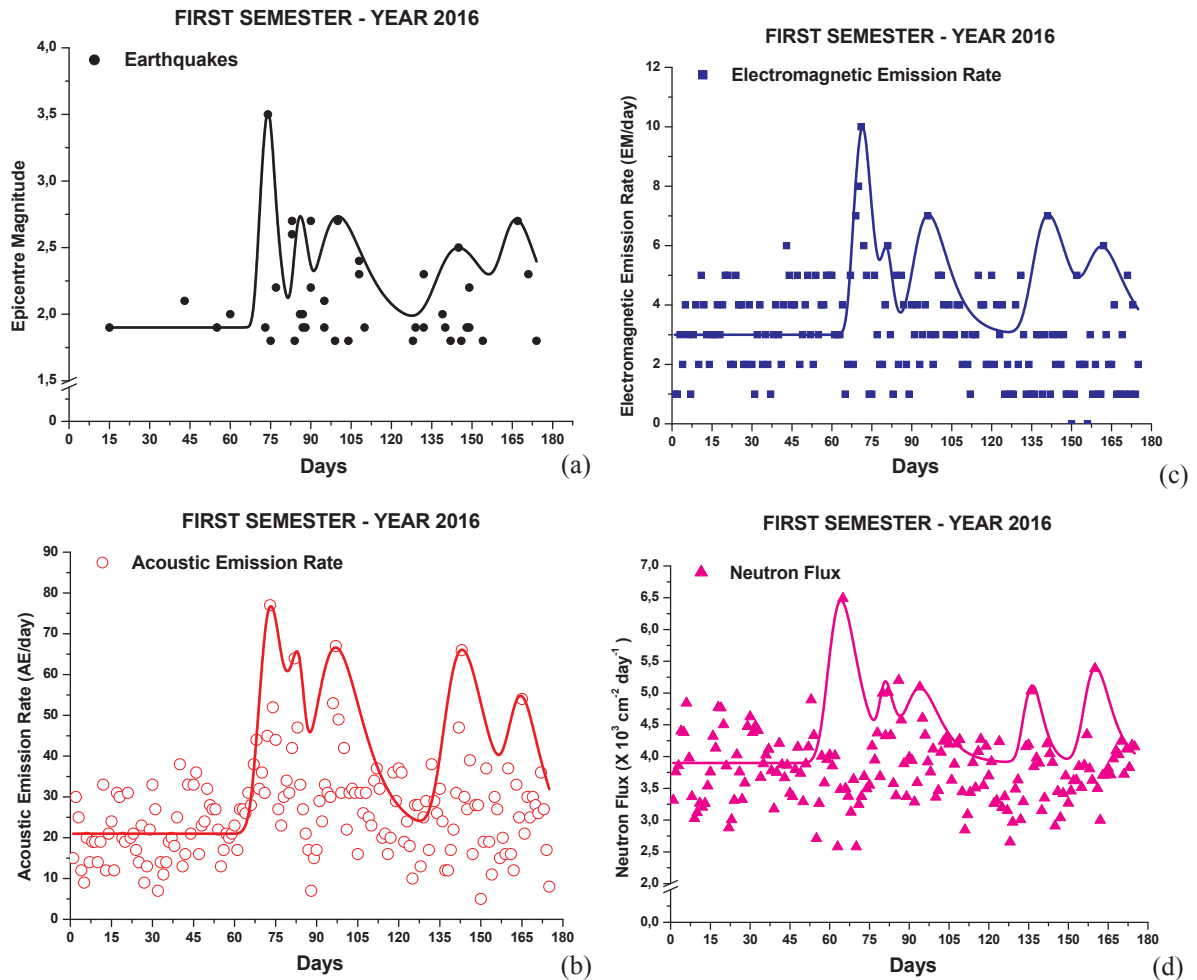 FIRST SEMESTER - YEAR 2016
Earthquakes
Epicentre Magnitude
4,0
3,5
3,0
2,5
2,0
1,5
0
0 15 30 45 60 75 90 105 120 135 150 165 180
Days
(a)
FIRST SEMESTER - YEAR 2016
Electromagnetic Emission Rate
Electromagnetic Emission Rate (EM/day)
12
10
8
6
4
2
0
0 15 30 45 60 75 90 105 120 135 150 165 180
Days
(c)
FIRST SEMESTER - YEAR 2016
Acoustic Emission Rate
Acoustic Emission Rate (AE/day)
90
80
70
60
50
40
30
20
10
0
0 15 30 45 60 75 90 105 120 135 150 165 180
Days
(b)
FIRST SEMESTER - YEAR 2016
Neutron Flux
Neutron Flux (X 10³ cm⁻² day⁻¹)
7,0
6,5
6,0
5,5
5,0
4,5
4,0
3,5
3,0
2,5
2,0
0,0
0 15 30 45 60 75 90 105 120 135 150 165 180
Days
(d)